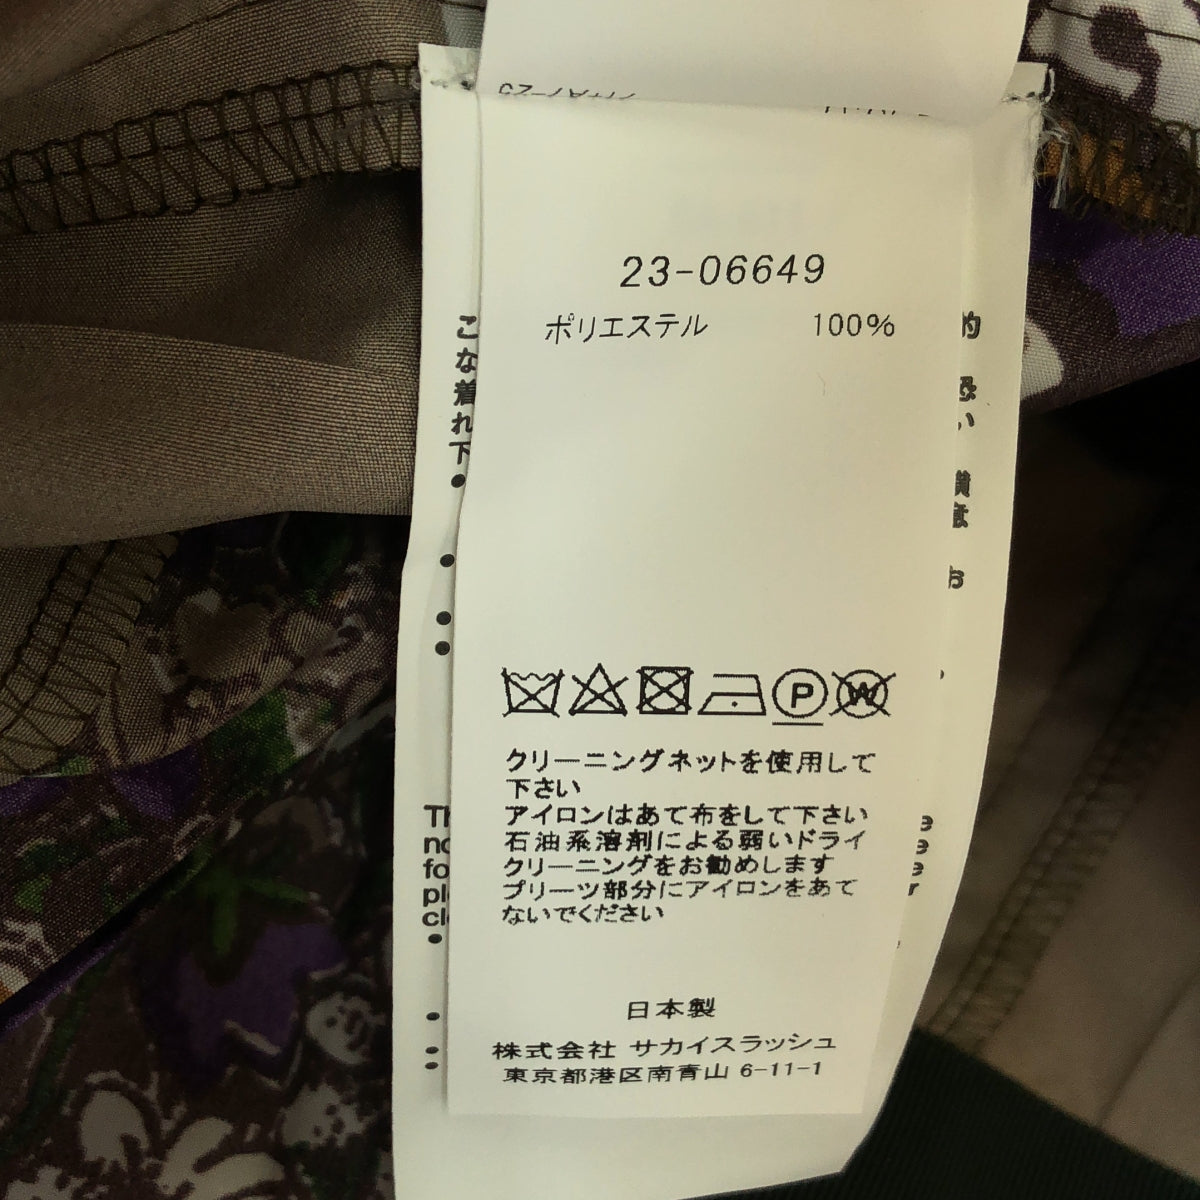 23-06649
ポリエステル 100%
P W
クリーニングネットを使用して
下さい
アイロンはあて布をして下さい
石油系溶剤による弱いドライ
クリーニングをお勧めします
プリーツ部分にアイロンをあて
ないでください
日本製
株式会社 サカイスラッシュ
東京都港区南青山 6-11-1